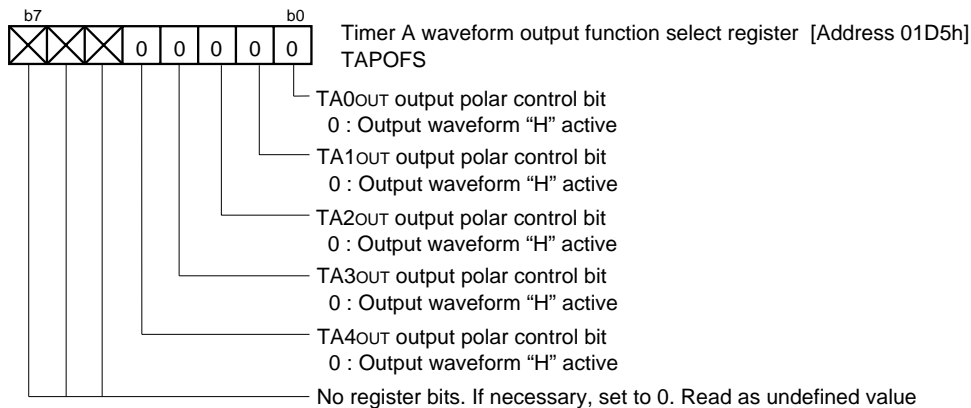 b7 b0
Timer A waveform output function select register [Address 01D5h]
0 0 0 0 0
TAPOFS
TA0OUT output polar control bit
0 : Output waveform “H” active
TA1OUT output polar control bit
0 : Output waveform “H” active
TA2OUT output polar control bit
0 : Output waveform “H” active
TA3OUT output polar control bit
0 : Output waveform “H” active
TA4OUT output polar control bit
0 : Output waveform “H” active
No register bits. If necessary, set to 0. Read as undefined value